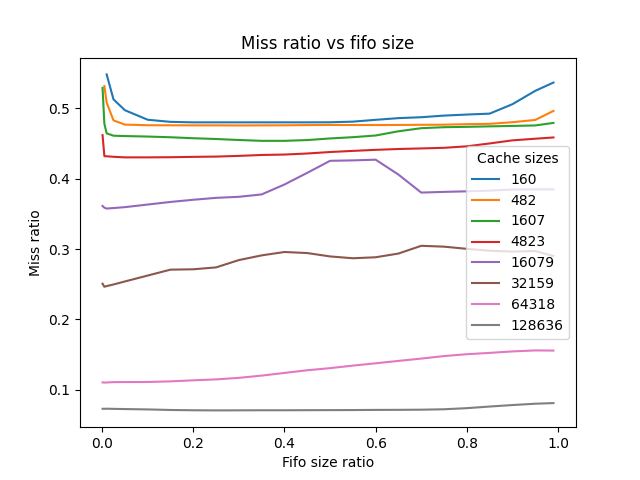 Miss ratio vs fifo size
Miss ratio
0.5
0.4
0.3
0.2
0.1
Cache sizes
160
482
1607
4823
16079
32159
64318
128636
0.0 0.2 0.4 0.6 0.8 1.0
Fifo size ratio